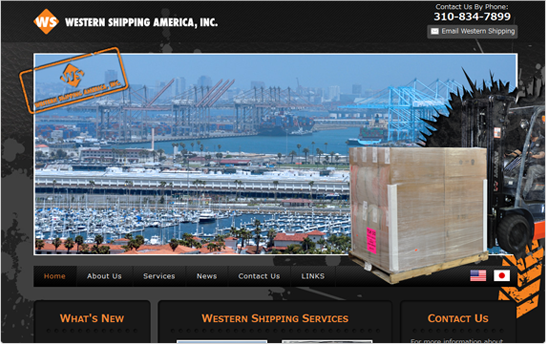 WS WESTERN SHIPPING AMERICA, INC.
Contact Us By Phone:
310-834-7899
Email Western Shipping
WS
WESTERN SHIPPING AMERICA, INC.
Home About Us Services News Contact Us LINKS
What's New Western Shipping Services Contact Us
For more information about